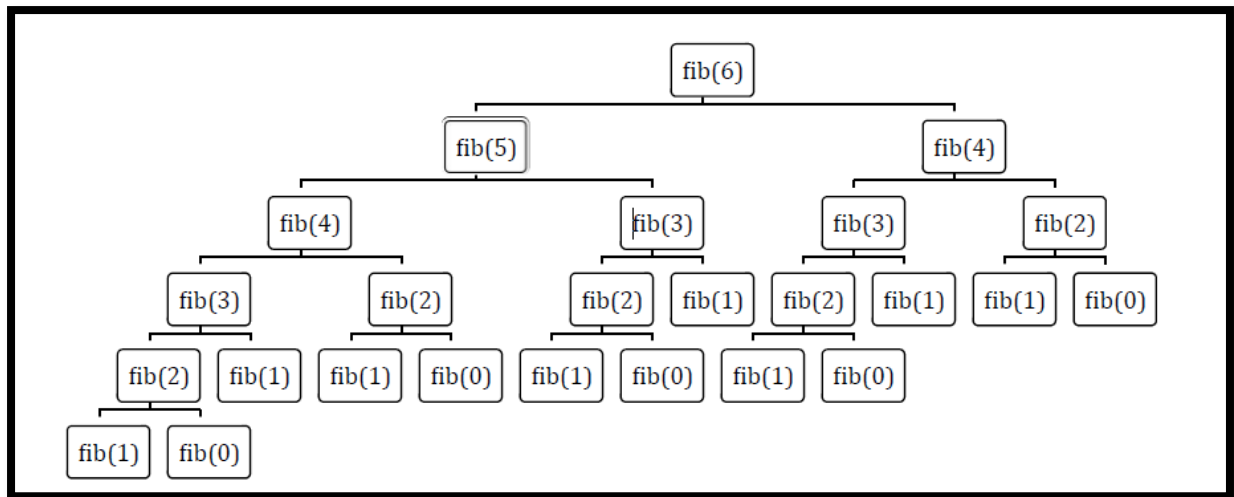 fib(6)
fib(5) fib(4)
fib(4) fib(3) fib(3) fib(2)
fib(3) fib(2) fib(2) fib(1) fib(2) fib(1) fib(1) fib(0)
fib(2) fib(1) fib(1) fib(0) fib(1) fib(0) fib(1) fib(0)
fib(1) fib(0)